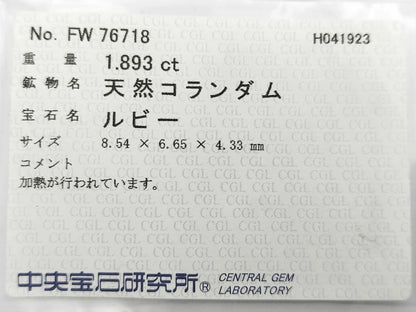 No. FW 76718 H041923
重量 1.893 ct
鉱物名 天然コランダム
宝石名 ルビー
サイズ 8.54 × 6.65 × 4.33 mm
コメント
加熱が行われています。
中央宝石研究所® CENTRAL GEM LABORATORY